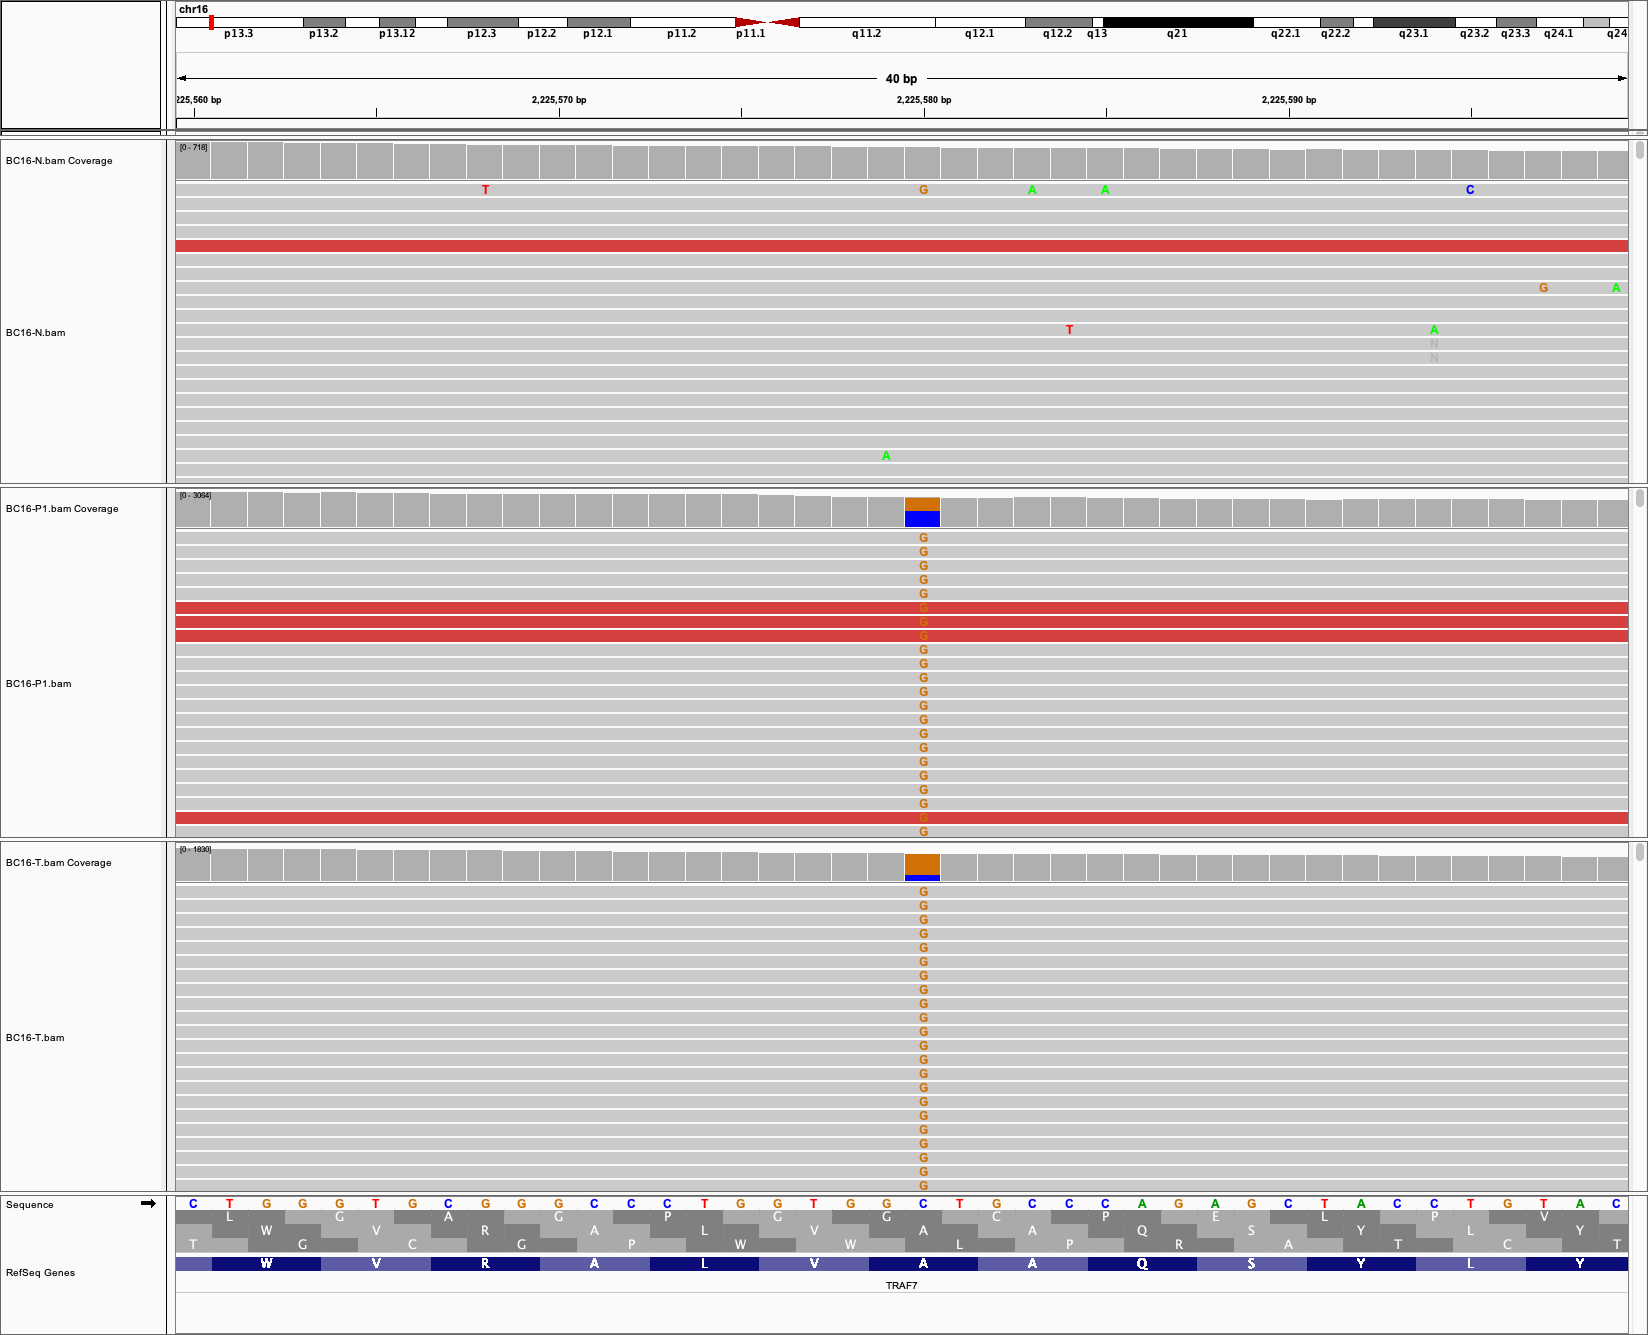 chr16
p13.3 p13.2 p13.12 p12.3 p12.2 p12.1 p11.2 p11.1 q11.2 q12.1 q12.2 q13 q21 q22.1 q22.2 q23.1 q23.2 q23.3 q24.1 q24
40 bp
225,560 bp 2,225,570 bp 2,225,580 bp 2,225,590 bp
[0 - 718]
BC16-N.bam Coverage
T G A A C
G A
BC16-N.bam
T A
N
N
A
[0 - 3064]
BC16-P1.bam Coverage
G
G
G
G
G
G
G
G
G
G
G
BC16-P1.bam
G
G
G
G
G
G
G
G
G
G
G
[0 - 1830]
BC16-T.bam Coverage
G
G
G
G
G
G
G
G
G
G
G
BC16-T.bam
G
G
G
G
G
G
G
G
G
G
G
Sequence C T G G G T G C G G G C C C T G G T G G C T G C C C A G A G C T A C C T G T A C
L G A G P G G C P E L P V
W V R A L V A A Q S Y L Y
T G C G P W W L P R A T C T
RefSeq Genes W V R A L V A A Q S Y L Y
TRAF7